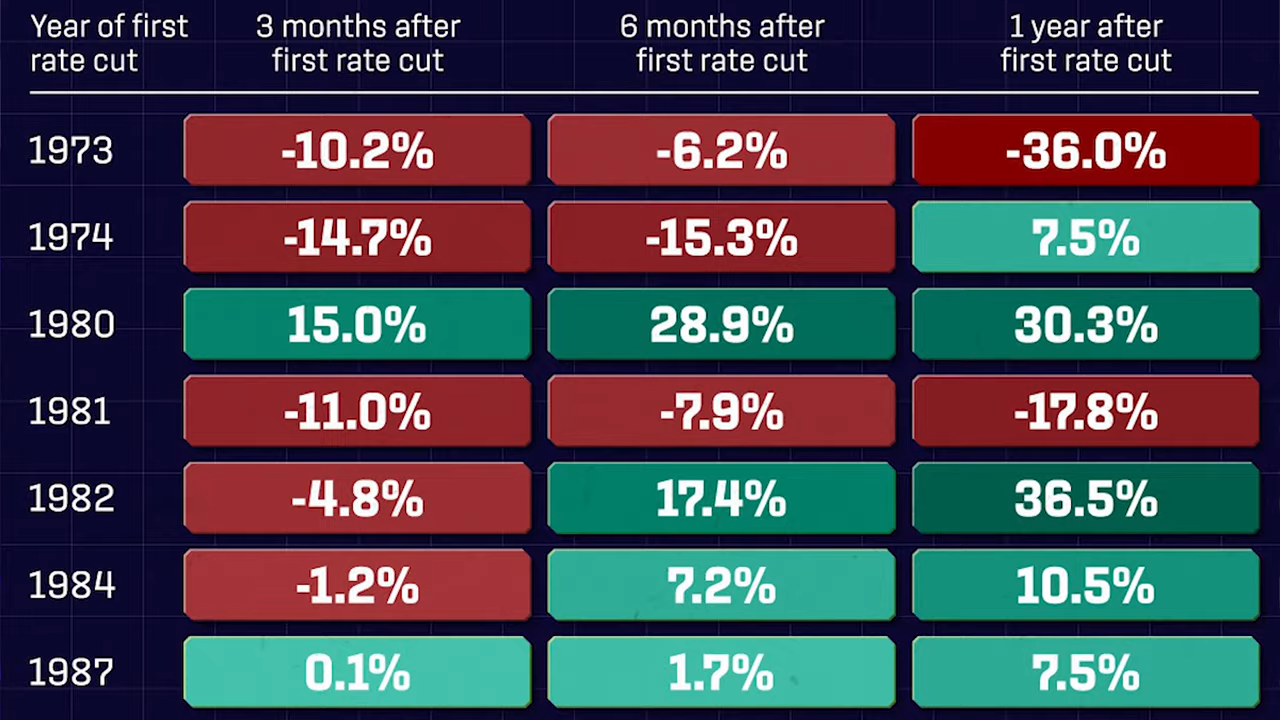 Year of first rate cut
3 months after first rate cut
6 months after first rate cut
1 year after first rate cut
1973 -10.2% -6.2% -36.0%
1974 -14.7% -15.3% 7.5%
1980 15.0% 28.9% 30.3%
1981 -11.0% -7.9% -17.8%
1982 -4.8% 17.4% 36.5%
1984 -1.2% 7.2% 10.5%
1987 0.1% 1.7% 7.5%